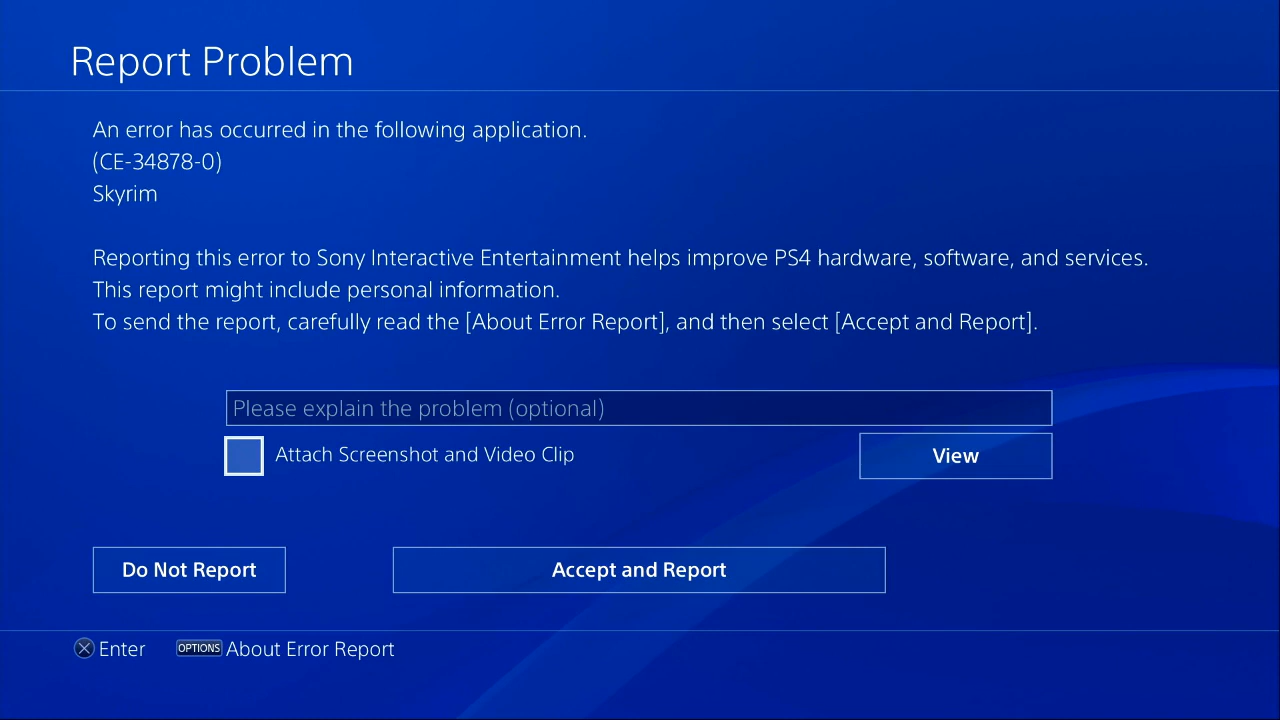 Report Problem
An error has occurred in the following application.
(CE-34878-0)
Skyrim
Reporting this error to Sony Interactive Entertainment helps improve PS4 hardware, software, and services.
This report might include personal information.
To send the report, carefully read the [About Error Report], and then select [Accept and Report].
Please explain the problem (optional)
Attach Screenshot and Video Clip
View
Do Not Report
Accept and Report
Enter
OPTIONS About Error Report